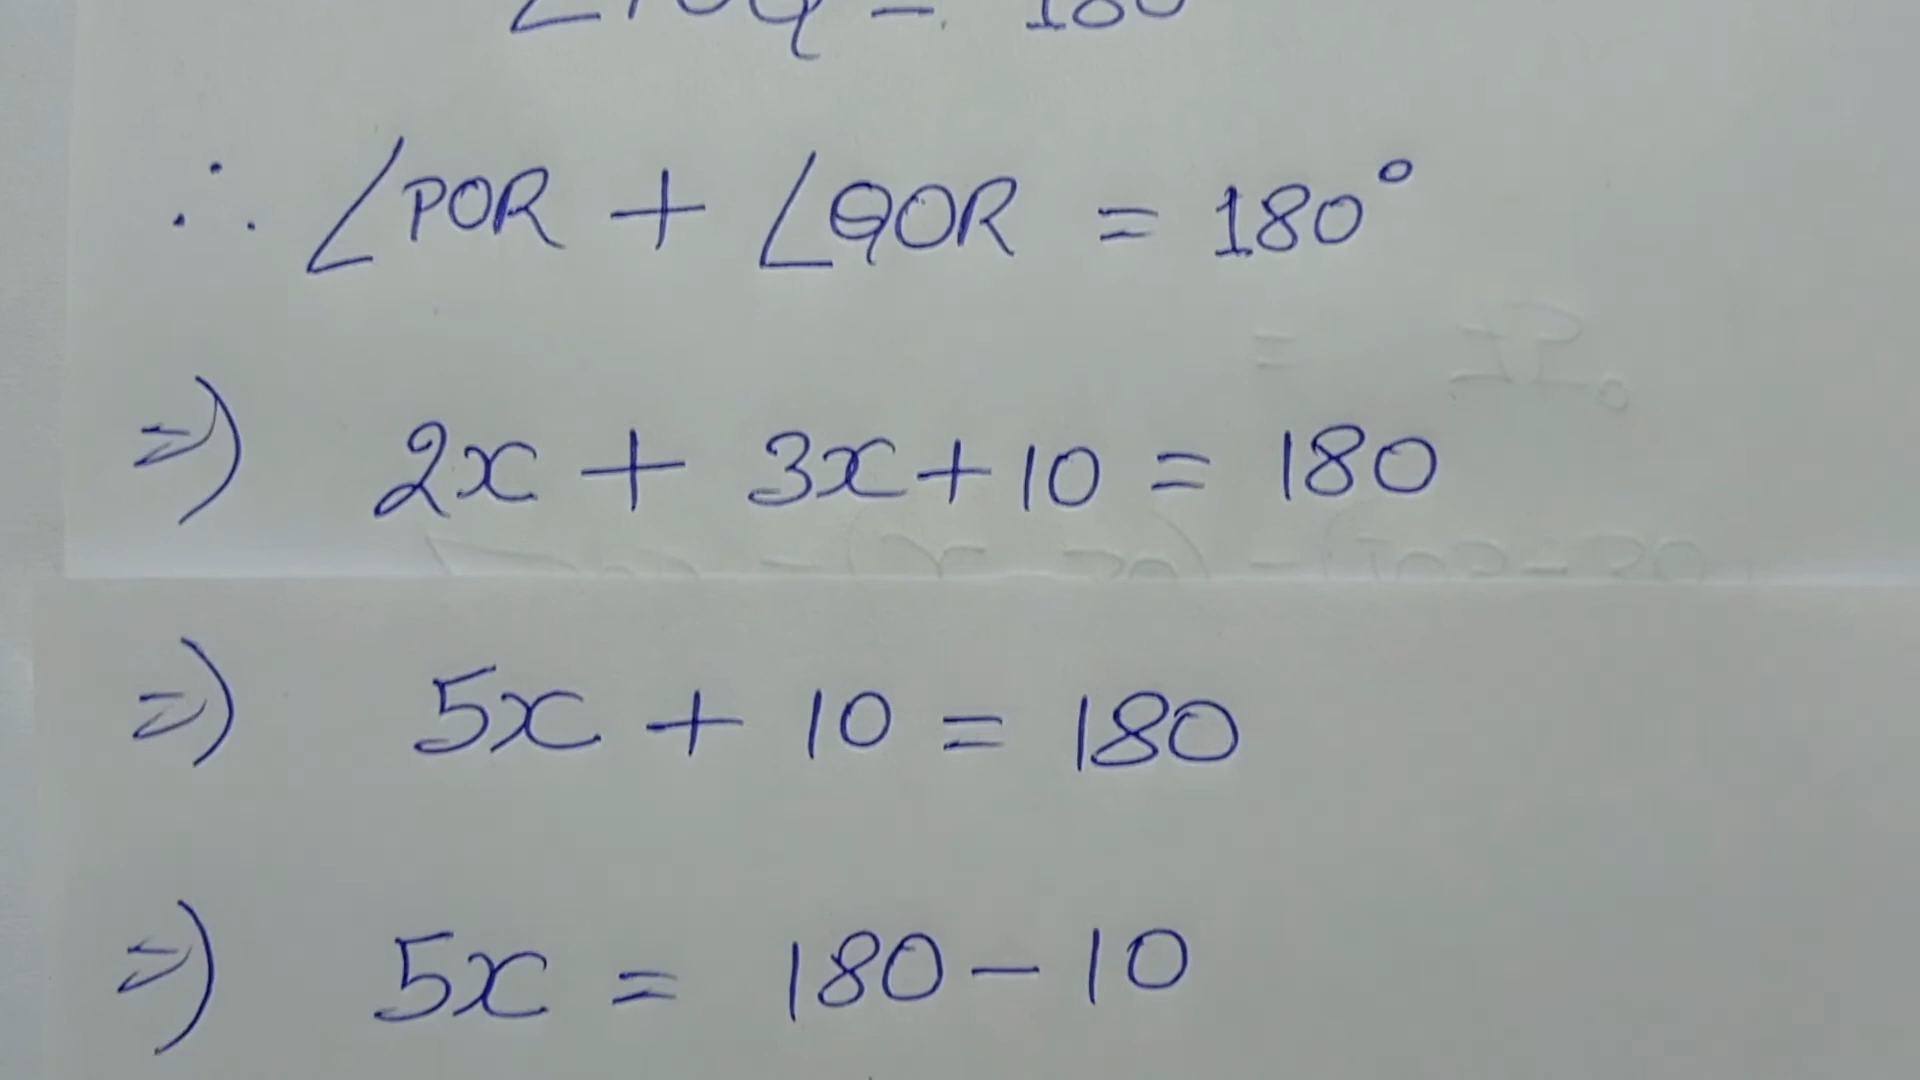 ∴ ∠POR + ∠QOR = 180°
⇒) 2x + 3x + 10 = 180
⇒) 5x + 10 = 180
⇒) 5x = 180 - 10